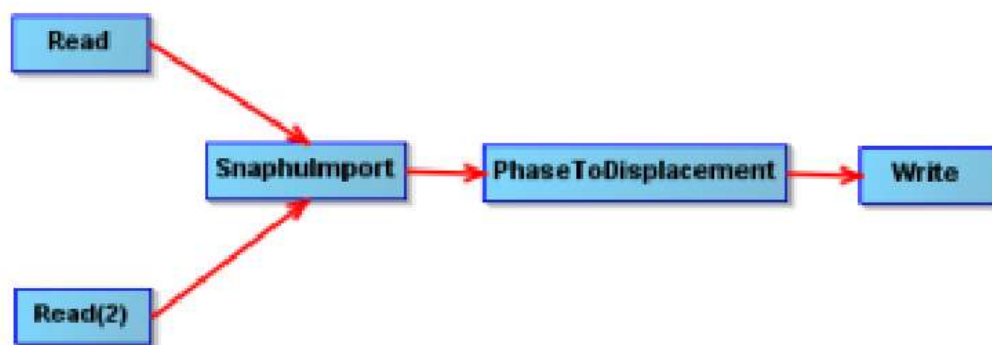 Read
SnaphuImport
PhaseToDisplacement
Write
Read(2)